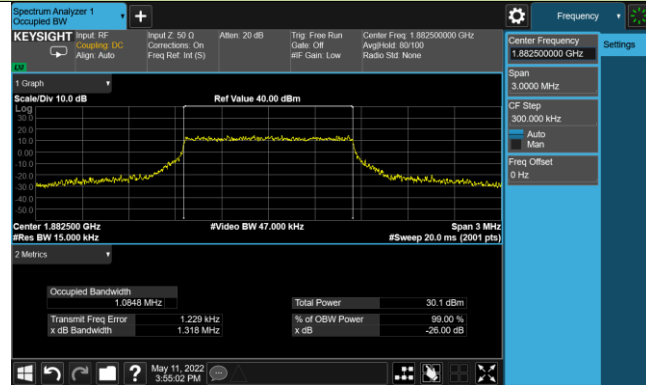 Spectrum Analyzer 1
Occupied BW
Frequency
KEYSIGHT
Input: RF
Coupling: DC
Align: Auto
Input Z: 50 Ω
Corrections: On
Freq Ref: Int (S)
Atten: 20 dB
Trig: Free Run
Gate: Off
#IF Gain: Low
Center Freq: 1.882500000 GHz
Avg|Hold: 80/100
Radio Std: None
Center Frequency
1.882500000 GHz
Settings
Span
3.0000 MHz
CF Step
300.000 kHz
Auto
Man
Freq Offset
0 Hz
1 Graph
Scale/Div 10.0 dB
Ref Value 40.00 dBm
Log
30.0
20.0
10.0
0.00
-10.0
-20.0
-30.0
-40.0
-50.0
Center 1.882500 GHz
#Video BW 47.000 kHz
Span 3 MHz
#Res BW 15.000 kHz
#Sweep 20.0 ms (2001 pts)
2 Metrics
Occupied Bandwidth
1.0848 MHz
Total Power 30.1 dBm
Transmit Freq Error 1.229 kHz
% of OBW Power 99.00 %
x dB Bandwidth 1.318 MHz
x dB -26.00 dB
May 11, 2022
3:55:02 PM